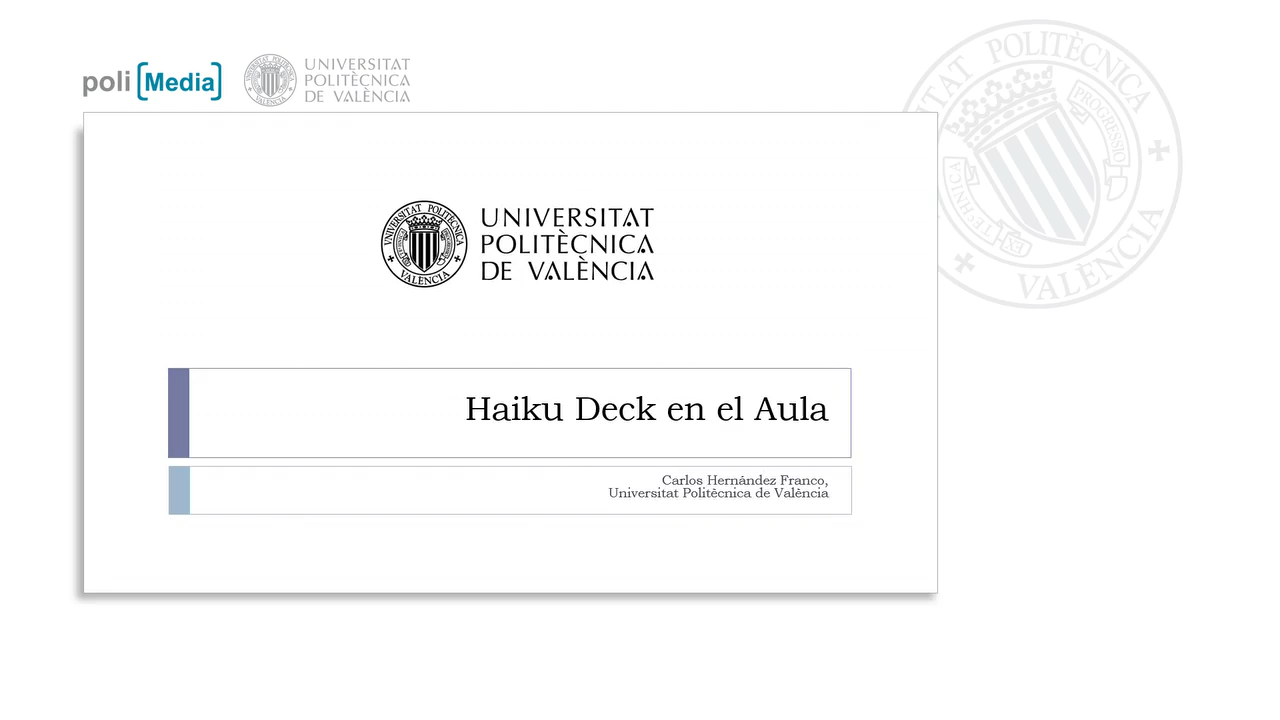 poli [Media]
UNIVERSITAT
POLITÈCNICA
DE VALÈNCIA
UNIVERSITAT
POLITÈCNICA
DE VALÈNCIA
Haiku Deck en el Aula
Carlos Hernández Franco,
Universitat Politècnica de València